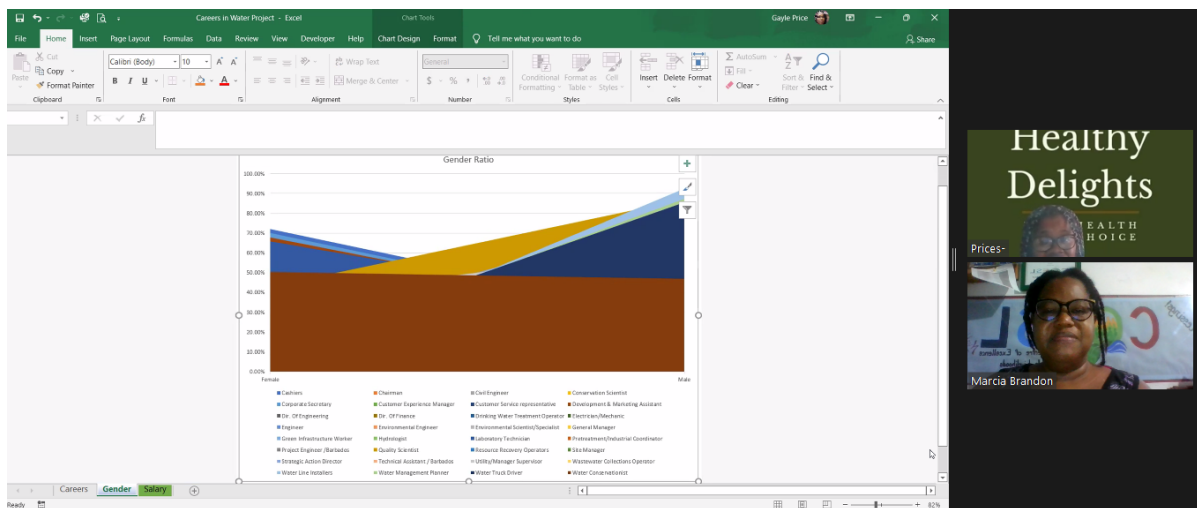 Careers in Water Project - Excel
Chart Tools
Gayle Price
File Home Insert Page Layout Formulas Data Review View Developer Help Chart Design Format Tell me what you want to do
Share
Paste
Cut
Copy
Format Painter
Clipboard
Calibri (Body) 10
B I U
Font
Wrap Text
Merge & Center
Alignment
General
$ % ,
Number
Conditional Formatting
Format as Table
Cell Styles
Styles
Insert Delete Format
Cells
AutoSum
Fill
Clear
Sort & Filter
Find & Select
Editing
fx
Gender Ratio
100.00%
90.00%
80.00%
70.00%
60.00%
50.00%
40.00%
30.00%
20.00%
10.00%
0.00%
Female Male
Cashiers Chairman Civil Engineer Conservation Scientist
Corporate Secretary Customer Experience Manager Customer Service representative Development & Marketing Assistant
Dir. Of Engineering Dir. Of Finance Drinking Water Treatment Operator Electrician/Mechanic
Engineer Environmental Engineer Environmental Scientist/Specialist General Manager
Green Infrastructure Worker Hydrologist Laboratory Technician Pretreatment/Industrial Coordinator
Project Engineer /Barbados Quality Scientist Resource Recovery Operators Site Manager
Strategic Action Director Technical Assistant / Barbados Utility/Manager Supervisor Wastewater Collections Operator
Water Line Installers Water Management Planner Water Truck Driver Water Conservationist
Careers Gender Salary
Ready
82%
Healthy
Delights
EALTH
HOICE
Prices-
Marcia Brandon